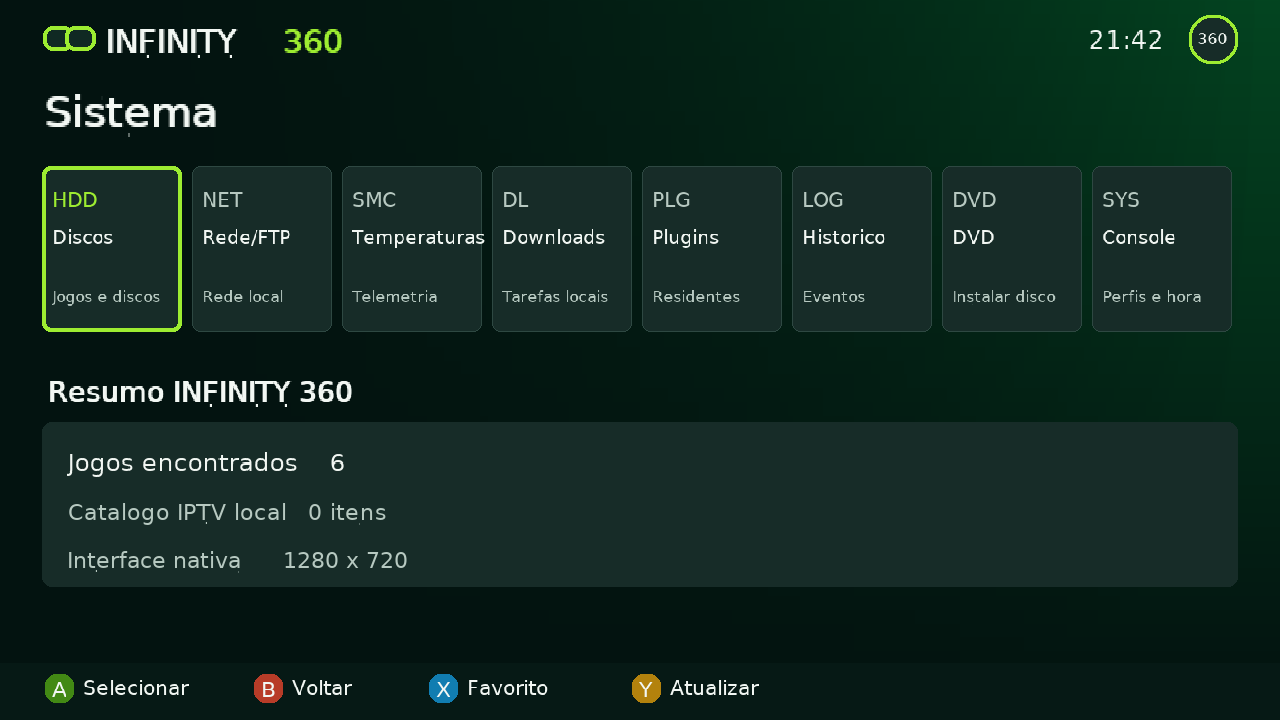 INFINITY 360
21:42
360
Sistema
HDD
Discos
Jogos e discos
NET
Rede/FTP
Rede local
SMC
Temperaturas
Telemetria
DL
Downloads
Tarefas locais
PLG
Plugins
Residentes
LOG
Historico
Eventos
DVD
DVD
Instalar disco
SYS
Console
Perfis e hora
Resumo INFINITY 360
Jogos encontrados 6
Catalogo IPTV local 0 itens
Interface nativa 1280 x 720
A Selecionar B Voltar X Favorito Y Atualizar